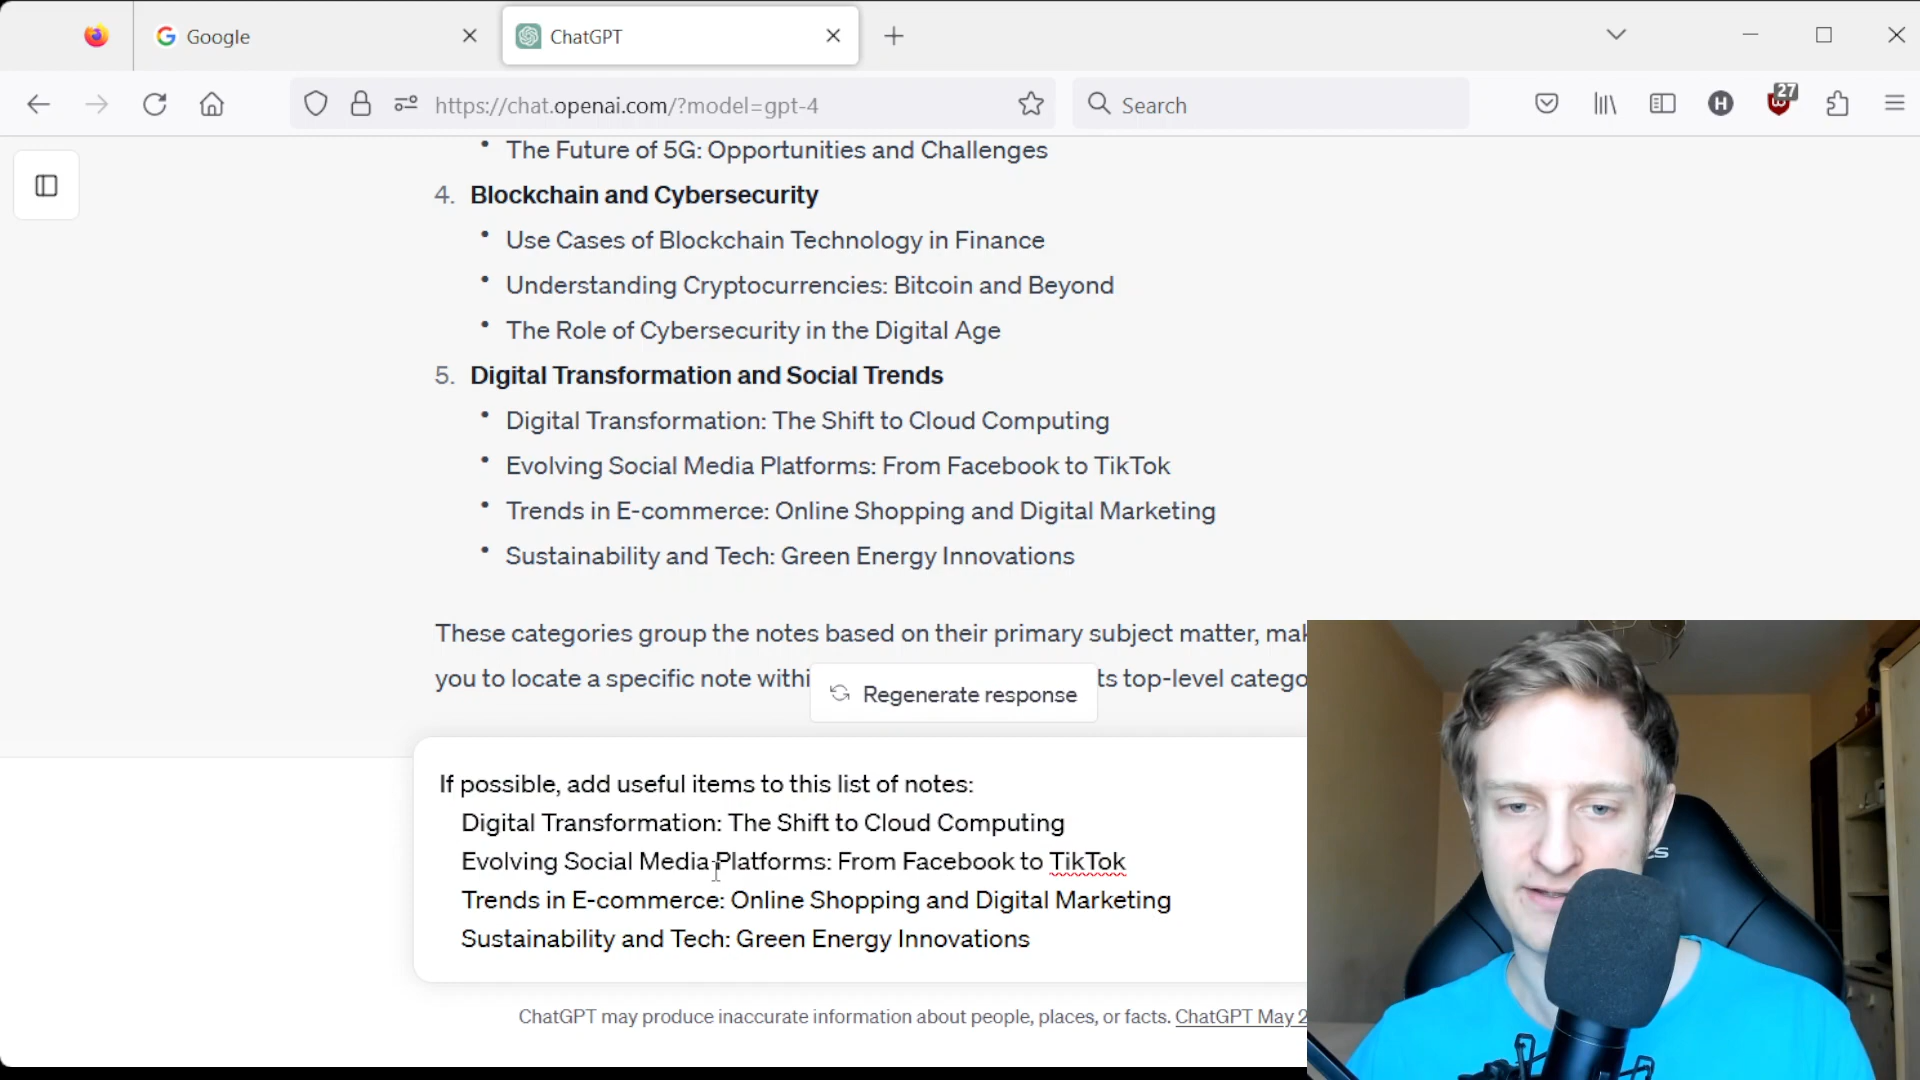 Google
ChatGPT
https://chat.openai.com/?model=gpt-4
Search
H
27
The Future of 5G: Opportunities and Challenges
4. Blockchain and Cybersecurity
Use Cases of Blockchain Technology in Finance
Understanding Cryptocurrencies: Bitcoin and Beyond
The Role of Cybersecurity in the Digital Age
5. Digital Transformation and Social Trends
Digital Transformation: The Shift to Cloud Computing
Evolving Social Media Platforms: From Facebook to TikTok
Trends in E-commerce: Online Shopping and Digital Marketing
Sustainability and Tech: Green Energy Innovations
These categories group the notes based on their primary subject matter, mak
you to locate a specific note withi
ts top-level catego
Regenerate response
If possible, add useful items to this list of notes:
Digital Transformation: The Shift to Cloud Computing
Evolving Social Media Platforms: From Facebook to TikTok
Trends in E-commerce: Online Shopping and Digital Marketing
Sustainability and Tech: Green Energy Innovations
ChatGPT may produce inaccurate information about people, places, or facts. ChatGPT May 2